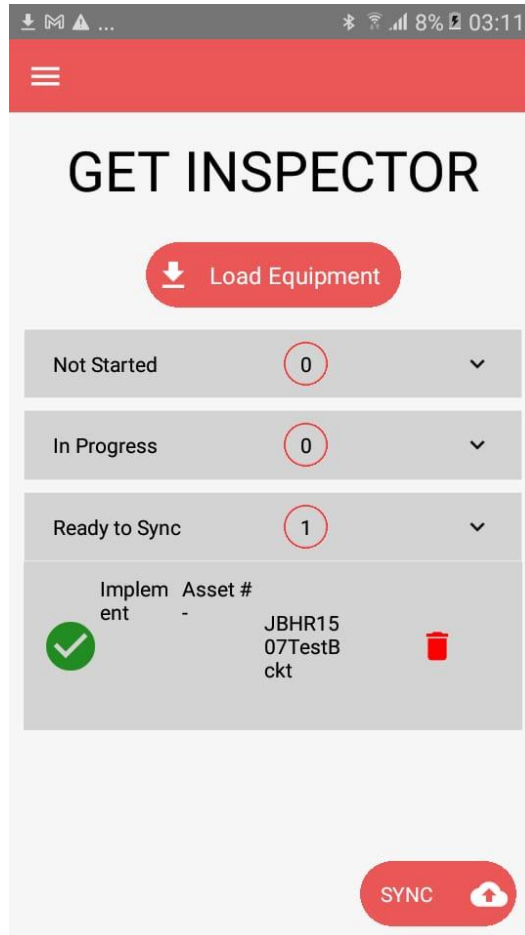 ... 8% 03:11
GET INSPECTOR
Load Equipment
Not Started 0
In Progress 0
Ready to Sync 1
Implem Asset #
ent -
JBHR15
07TestB
ckt
SYNC